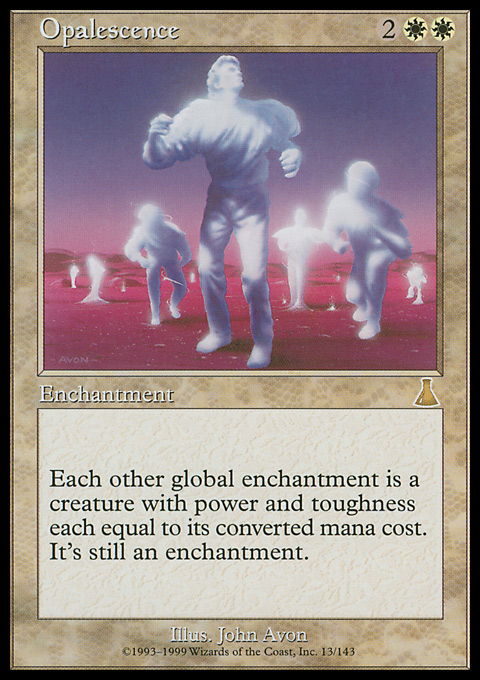 Opalescence 2
AVON
Enchantment
Each other global enchantment is a
creature with power and toughness
each equal to its converted mana cost.
It's still an enchantment.
Illus. John Avon
©1993–1999 Wizards of the Coast, Inc. 13/143